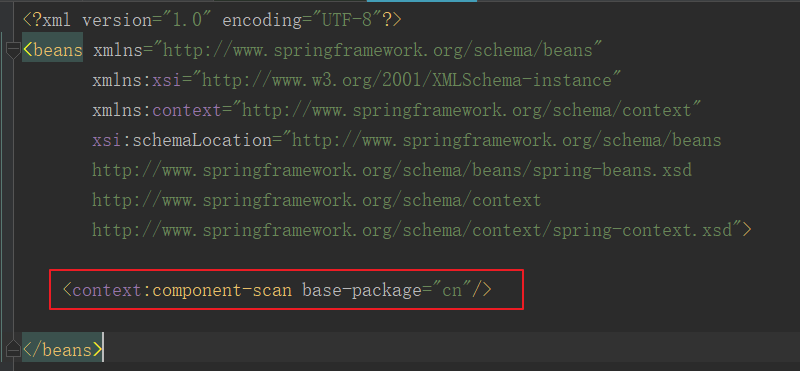 <?xml version="1.0" encoding="UTF-8"?>
<beans xmlns="http://www.springframework.org/schema/beans"
xmlns:xsi="http://www.w3.org/2001/XMLSchema-instance"
xmlns:context="http://www.springframework.org/schema/context"
xsi:schemaLocation="http://www.springframework.org/schema/beans
http://www.springframework.org/schema/beans/spring-beans.xsd
http://www.springframework.org/schema/context
http://www.springframework.org/schema/context/spring-context.xsd">
<context:component-scan base-package="cn"/>
</beans>